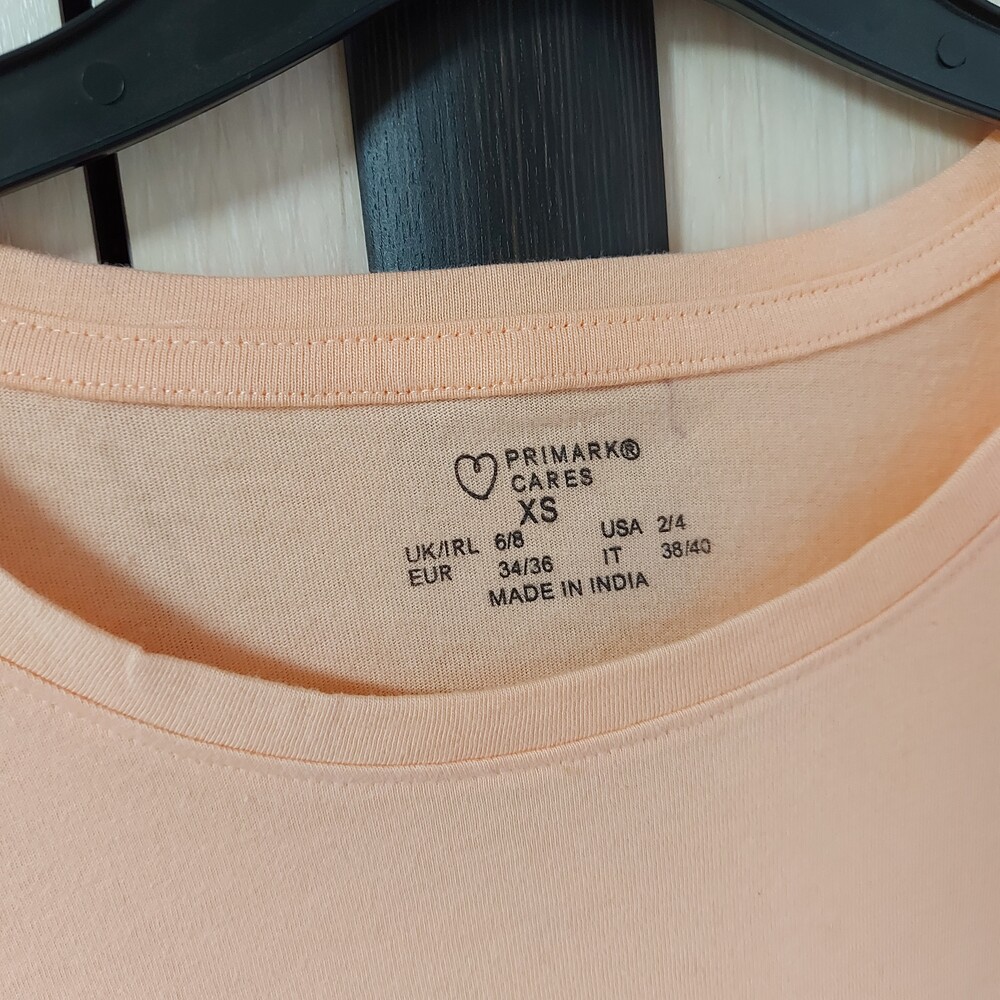 PRIMARK®
CARES
XS
UK/IRL 6/8 USA 2/4
EUR 34/36 IT 38/40
MADE IN INDIA